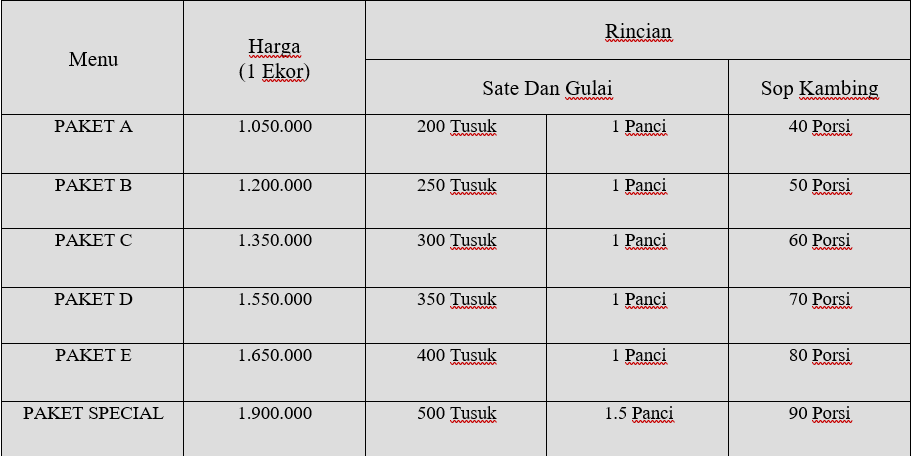 Menu
Harga
(1 Ekor)
Rincian
Sate Dan Gulai
Sop Kambing
PAKET A 1.050.000 200 Tusuk 1 Panci 40 Porsi
PAKET B 1.200.000 250 Tusuk 1 Panci 50 Porsi
PAKET C 1.350.000 300 Tusuk 1 Panci 60 Porsi
PAKET D 1.550.000 350 Tusuk 1 Panci 70 Porsi
PAKET E 1.650.000 400 Tusuk 1 Panci 80 Porsi
PAKET SPECIAL 1.900.000 500 Tusuk 1.5 Panci 90 Porsi